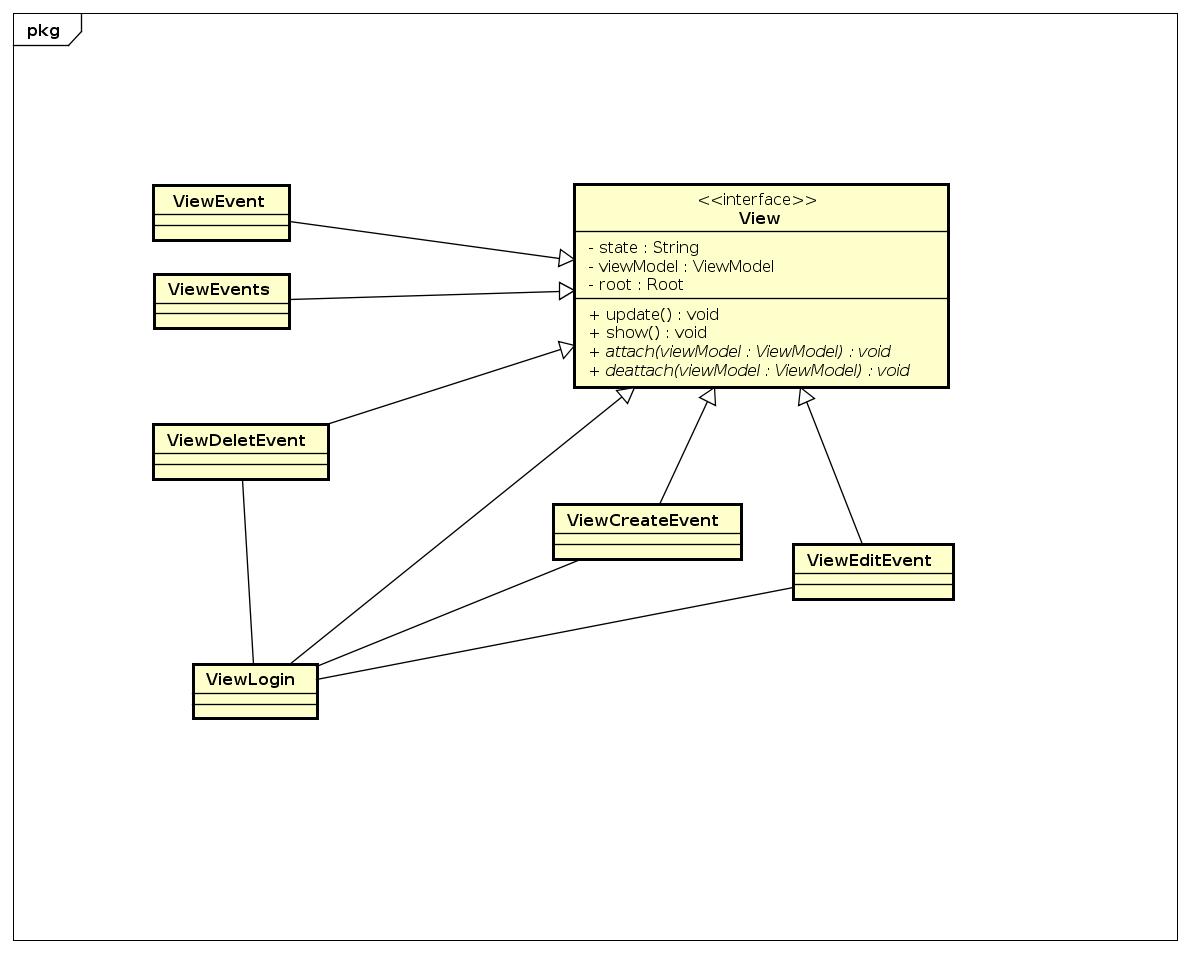 pkg
ViewEvent
<<interface>>
View
- state : String
- viewModel : ViewModel
- root : Root
ViewEvents
+ update() : void
+ show() : void
+ attach(viewModel : ViewModel) : void
+ deattach(viewModel : ViewModel) : void
ViewDeletEvent
ViewCreateEvent
ViewEditEvent
ViewLogin